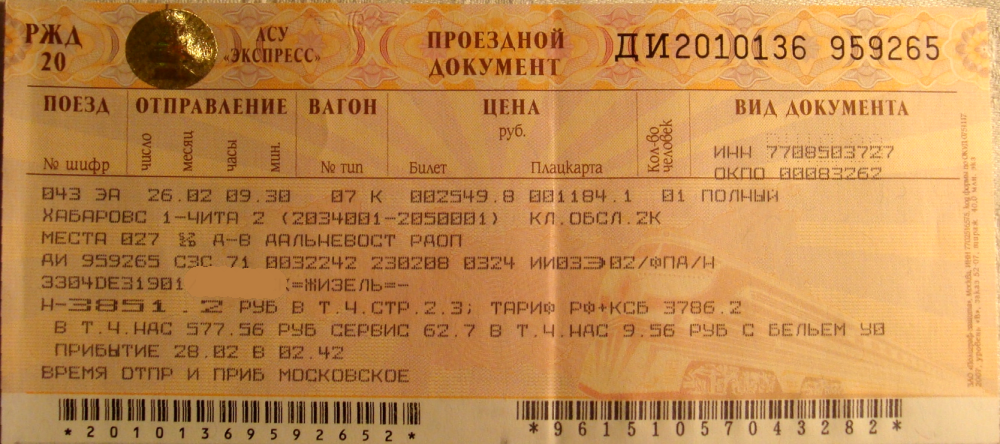 РЖД АСУ ПРОЕЗДНОЙ ДИ2010136 959265
20 «ЭКСПРЕСС» ДОКУМЕНТ
ПОЕЗД ОТПРАВЛЕНИЕ ВАГОН ЦЕНА ВИД ДОКУМЕНТА
руб.
№ шифр число месяц часы мин. № тип Билет Плацкарта Кол-во человек
ИНН 7708503727
ОКПО 00083262
043 ЭА 26.02 09.30 07 К 002549.8 001184.1 01 ПОЛНЫЙ
ХАБАРОВС 1-ЧИТА 2 (2034001-2050001) КЛ.ОБСЛ.2К
МЕСТА 027 Д-В ДАЛЬНЕВОСТ РАОП
ДИ 959265 СЗС 71 0032242 230208 0324 ИИ03302/ФПА/Н
3304DE31901 (=ЖИЗЕЛЬ=-
Н-3851.2 РУБ В Т.Ч.СТР.2.3; ТАРИФ РФ+КСБ 3786.2
В Т.Ч.НАС 577.56 РУБ СЕРВИС 62.7 В Т.Ч.НАС 9.56 РУБ С БЕЛЬЕМ У0
ПРИБЫТИЕ 28.02 В 02.42
ВРЕМЯ ОТПР И ПРИБ МОСКОВСКОЕ
*20101369592652*
*96151057043282*